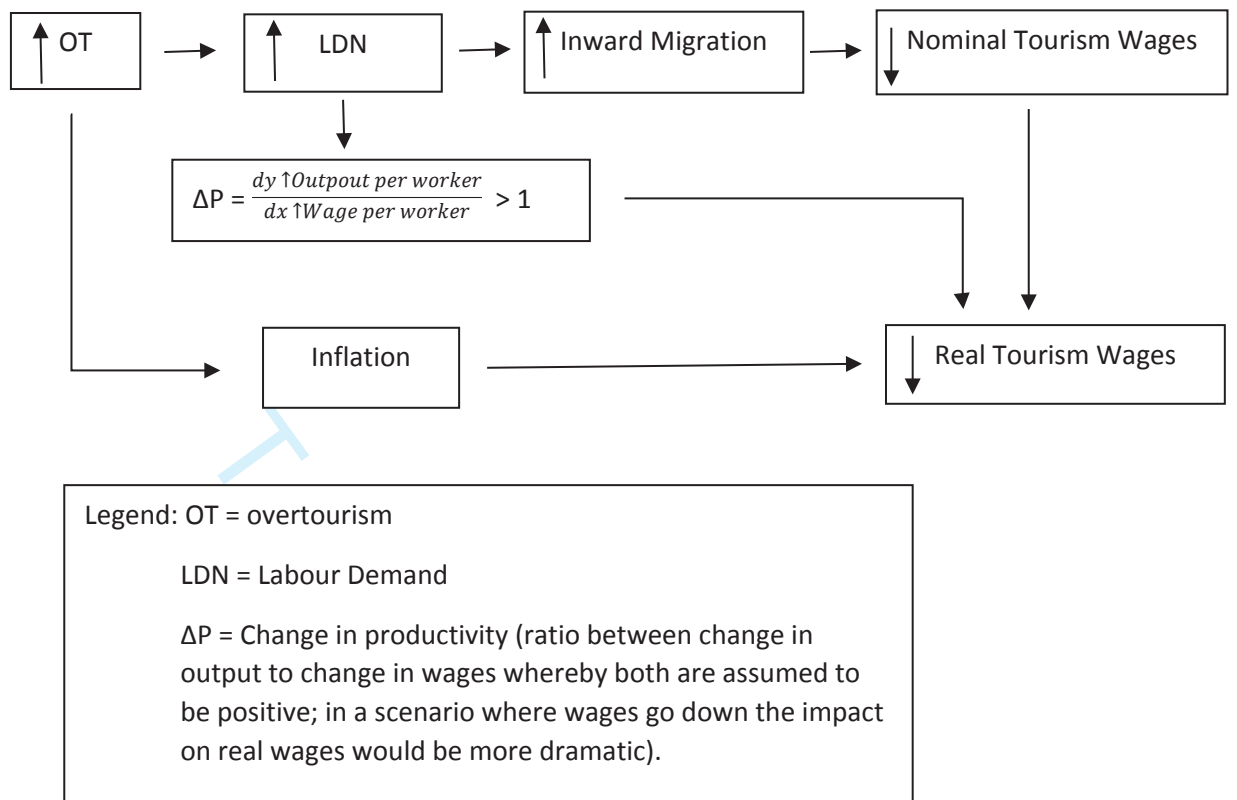 OT
LDN
Inward Migration
Nominal Tourism Wages
ΔP = dy ↑Outpout per worker / dx ↑Wage per worker > 1
Inflation
Real Tourism Wages
Legend: OT = overtourism
LDN = Labour Demand
ΔP = Change in productivity (ratio between change in
output to change in wages whereby both are assumed to
be positive; in a scenario where wages go down the impact
on real wages would be more dramatic).